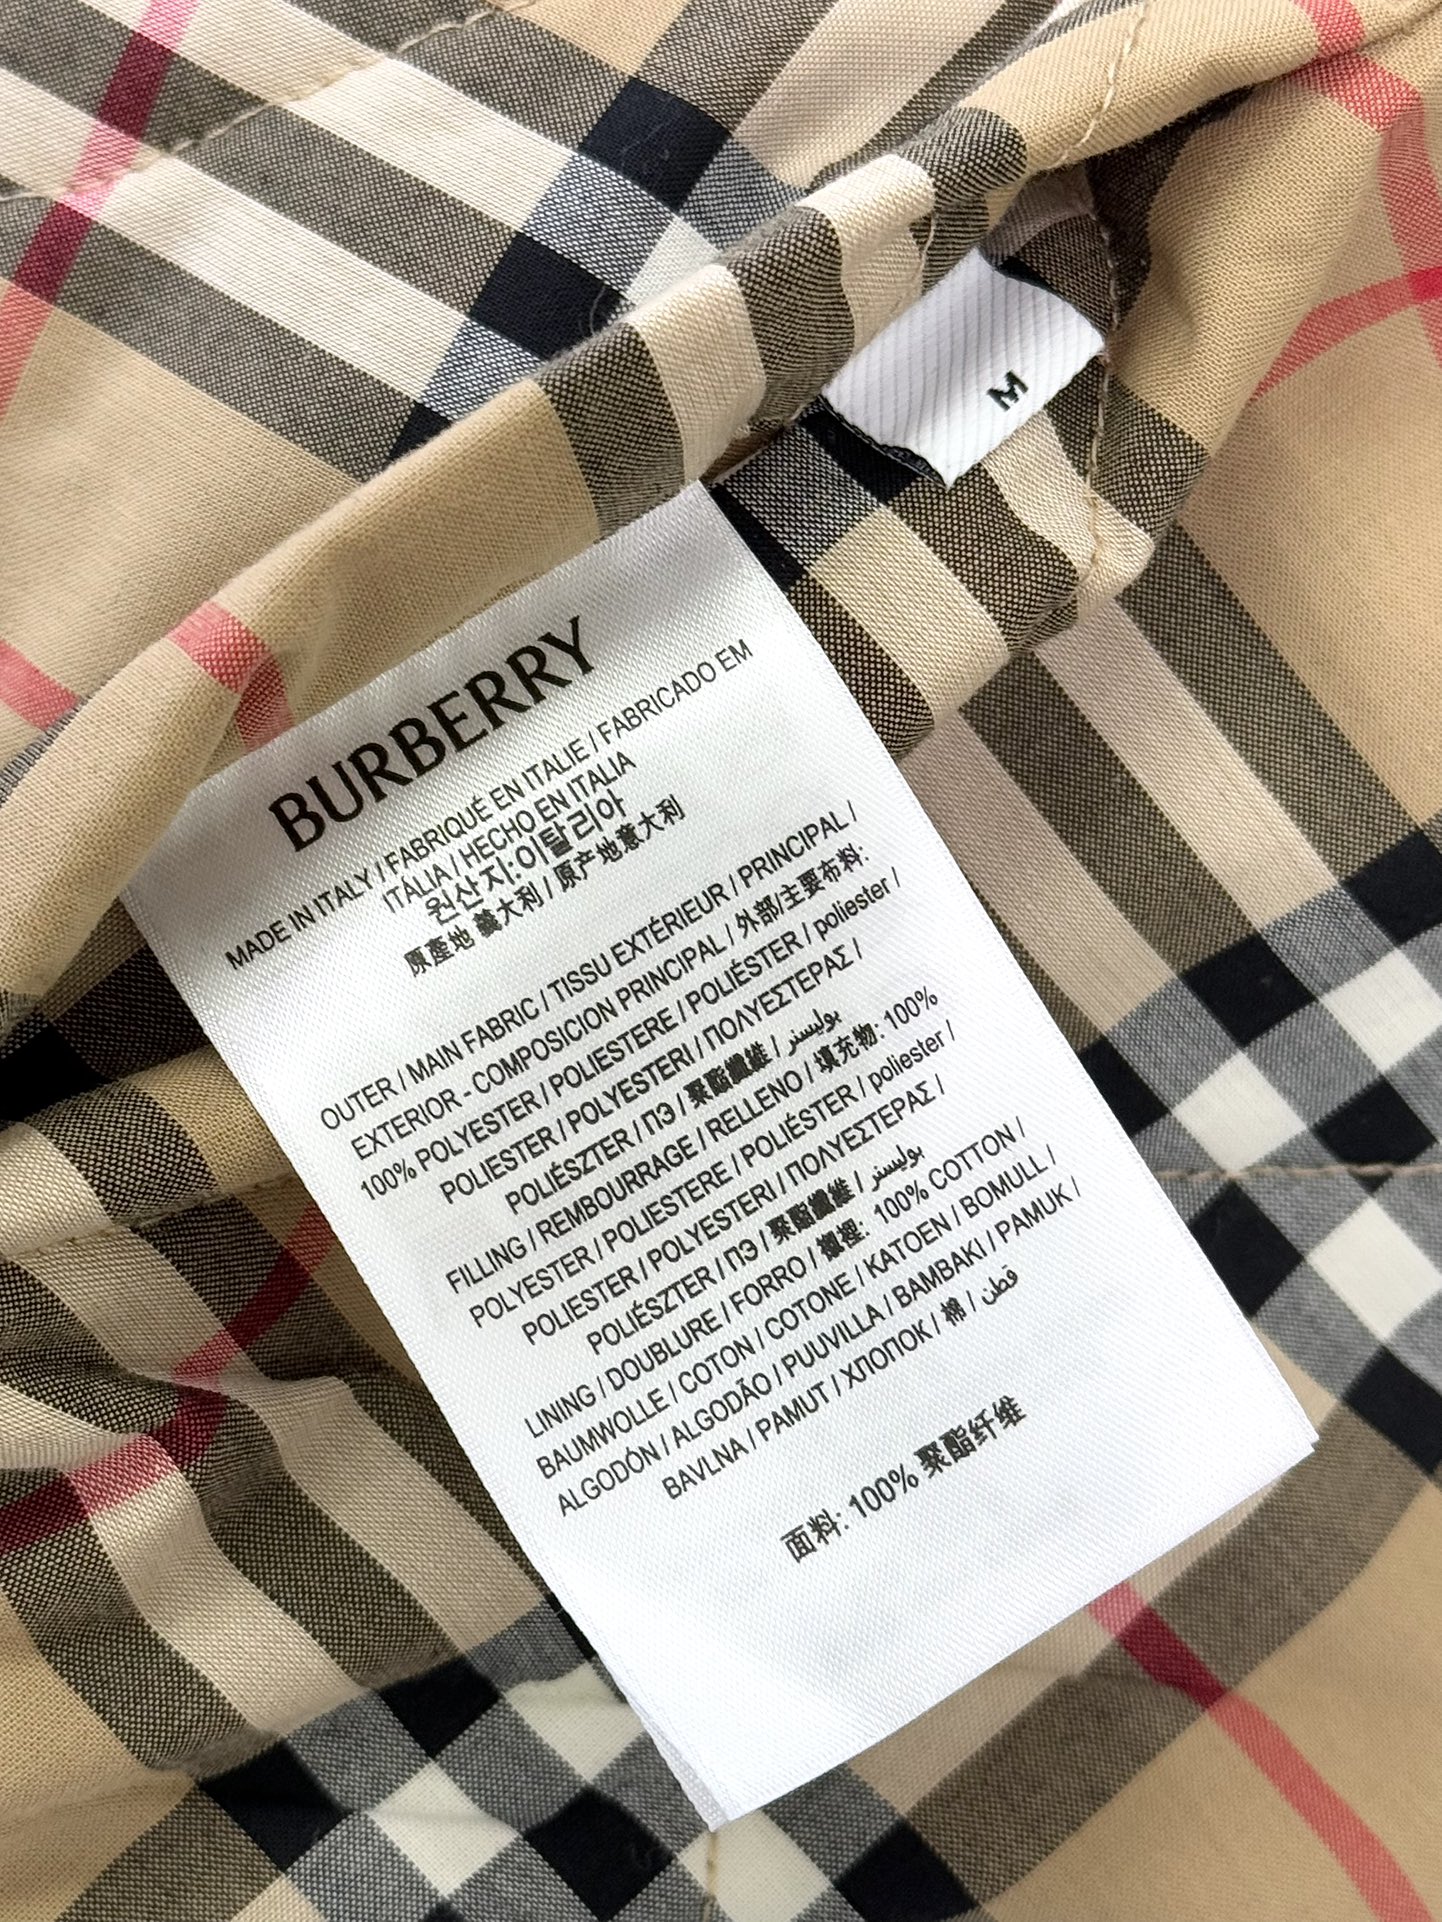 M
BURBERRY
MADE IN ITALY / FABRIQUÉ EN ITALIE / FABRICADO EM
ITÁLIA / HECHO EN ITALIA
원산지:이탈리아
原產地 義大利 / 原产地意大利
OUTER / MAIN FABRIC / TISSU EXTÉRIEUR / PRINCIPAL /
EXTERIOR - COMPOSICION PRINCIPAL / 外部/主要布料:
100% POLYESTER / POLIESTERE / POLIÉSTER / poliester /
POLIESTER / POLYESTERI / ΠΟΛΥΕΣΤΕΡΑΣ /
POLIÉSZTER / ПЭ / 聚酯纖維 / بوليستر
FILLING / REMBOURRAGE / RELLENO / 填充物: 100%
POLYESTER / POLIESTERE / POLIÉSTER / poliester /
POLIESTER / POLYESTERI / ΠΟΛΥΕΣΤΕΡΑΣ /
POLIÉSZTER / ПЭ / 聚酯纖維 / بوليستر
LINING / DOUBLURE / FORRO / 襯裡: 100% COTTON /
BAUMWOLLE / COTON / COTONE / KATOEN / BOMULL /
ALGODÓN / ALGODÃO / PUUVILLA / BAMBAKI / PAMUK /
BAVLNA / PAMUT / ХЛОПОК / 棉 / قطن
面料: 100% 聚酯纤维